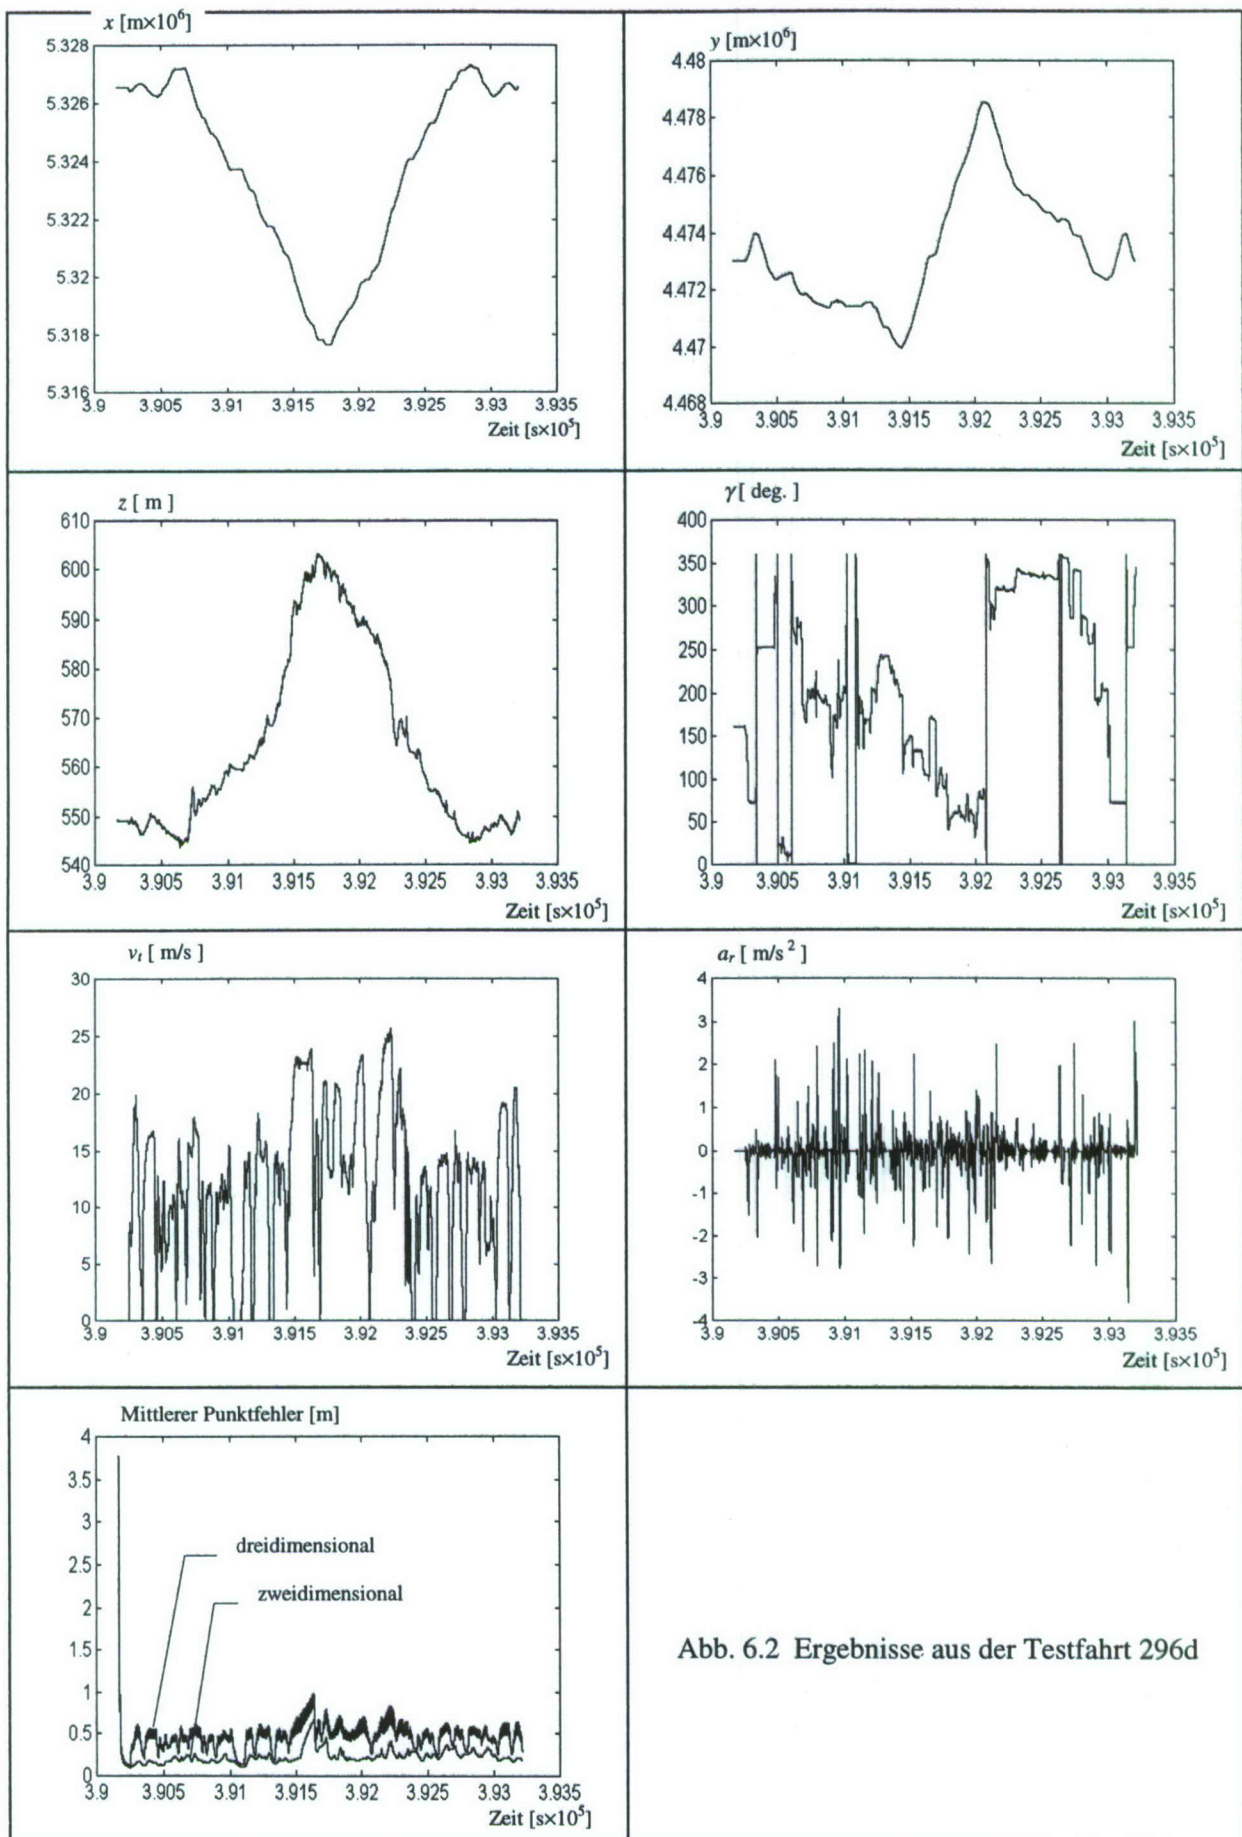 x [m×10⁶]
5.328
5.326
5.324
5.322
5.32
5.318
5.316
3.9 3.905 3.91 3.915 3.92 3.925 3.93 3.935
Zeit [s×10⁵]
y [m×10⁶]
4.48
4.478
4.476
4.474
4.472
4.47
4.468
3.9 3.905 3.91 3.915 3.92 3.925 3.93 3.935
Zeit [s×10⁵]
z [ m ]
610
600
590
580
570
560
550
540
3.9 3.905 3.91 3.915 3.92 3.925 3.93 3.935
Zeit [s×10⁵]
γ[ deg. ]
400
350
300
250
200
150
100
50
0
3.9 3.905 3.91 3.915 3.92 3.925 3.93 3.935
Zeit [s×10⁵]
vₜ [ m/s ]
30
25
20
15
10
5
0
3.9 3.905 3.91 3.915 3.92 3.925 3.93 3.935
Zeit [s×10⁵]
aᵣ [ m/s ² ]
4
3
2
1
0
-1
-2
-3
-4
3.9 3.905 3.91 3.915 3.92 3.925 3.93 3.935
Zeit [s×10⁵]
Mittlerer Punktfehler [m]
4
3.5
3
2.5
2
1.5
1
0.5
0
dreidimensional
zweidimensional
3.9 3.905 3.91 3.915 3.92 3.925 3.93 3.935
Zeit [s×10⁵]
Abb. 6.2 Ergebnisse aus der Testfahrt 296d